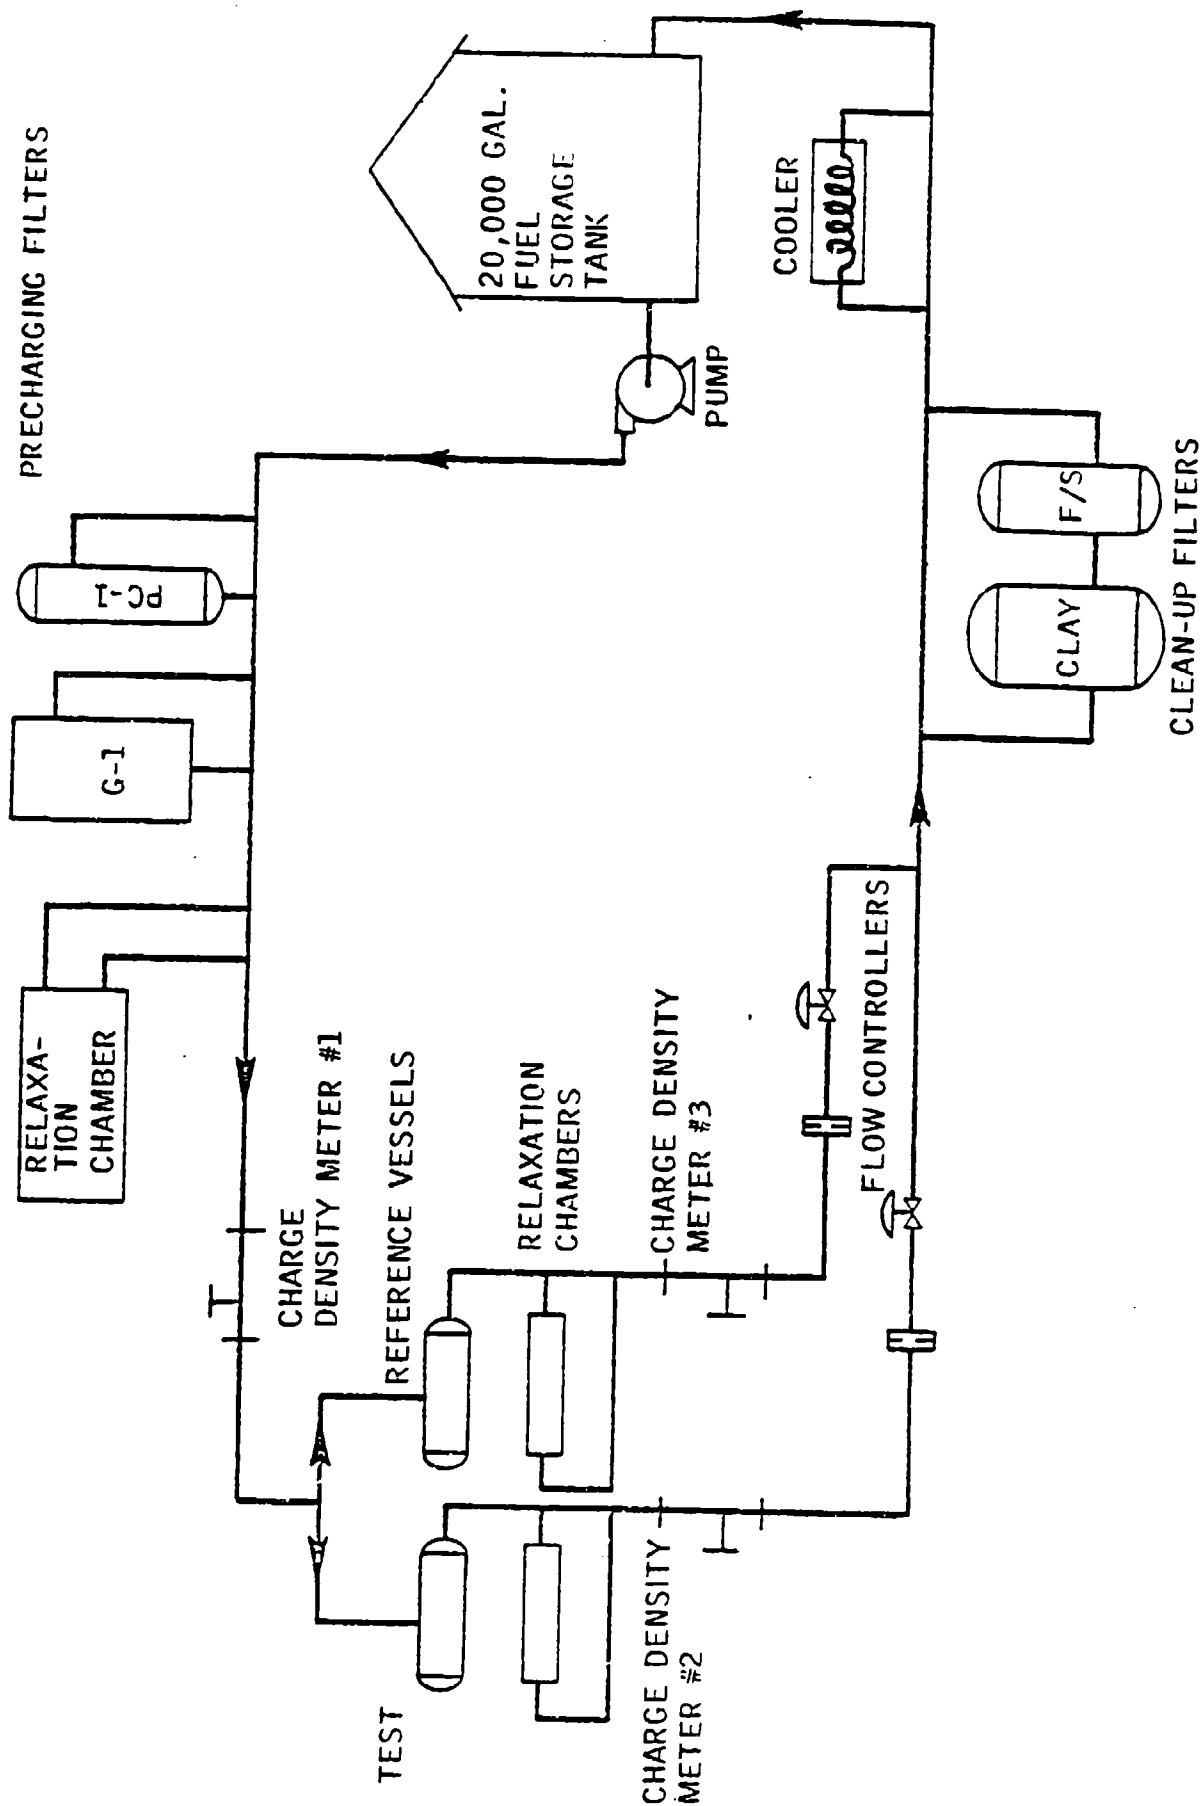 PRECHARGING FILTERS
PC-1
G-1
RELAXA-
TION
CHAMBER
20,000 GAL.
FUEL
STORAGE
TANK
PUMP
CHARGE
DENSITY METER #1
REFERENCE VESSELS
TEST
RELAXATION
CHAMBERS
CHARGE DENSITY
METER #3
CHARGE DENSITY
METER #2
FLOW CONTROLLERS
COOLER
CLAY
F/S
CLEAN-UP FILTERS